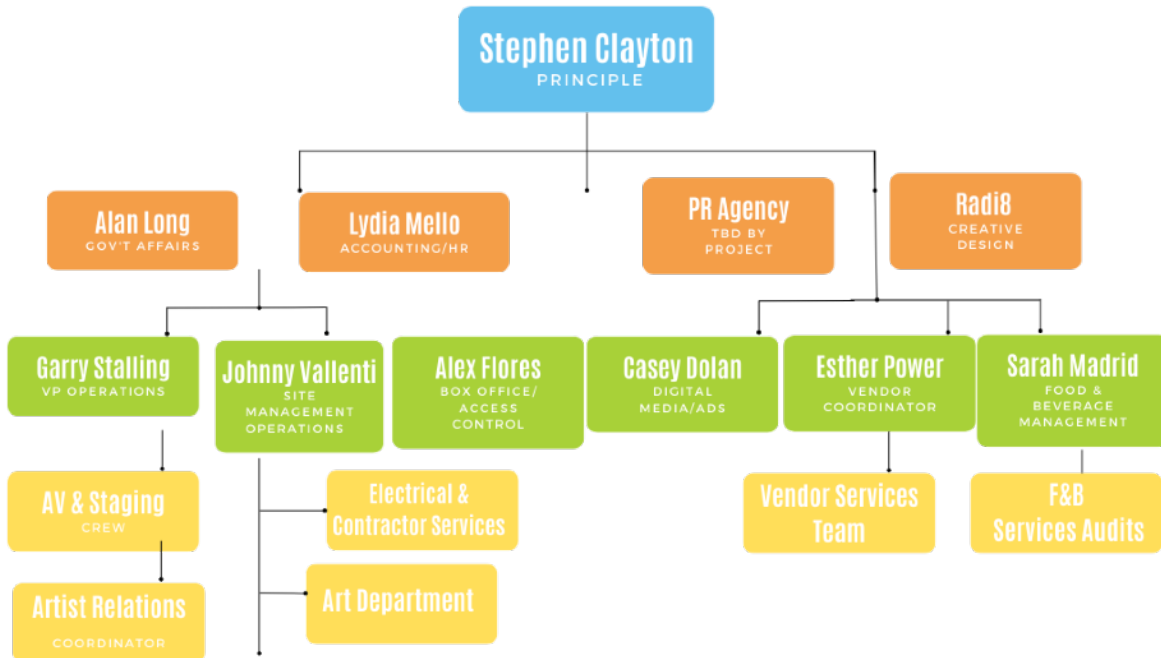 Stephen Clayton
PRINCIPLE
Alan Long
GOV'T AFFAIRS
Lydia Mello
ACCOUNTING/HR
PR Agency
TBD BY
PROJECT
Radi8
CREATIVE
DESIGN
Garry Stalling
VP OPERATIONS
Johnny Vallenti
SITE
MANAGEMENT
OPERATIONS
Alex Flores
BOX OFFICE/
ACCESS
CONTROL
Casey Dolan
DIGITAL
MEDIA/ADS
Esther Power
VENDOR
COORDINATOR
Sarah Madrid
FOOD &
BEVERAGE
MANAGEMENT
AV & Staging
CREW
Electrical &
Contractor Services
Vendor Services
Team
F&B
Services Audits
Artist Relations
COORDINATOR
Art Department